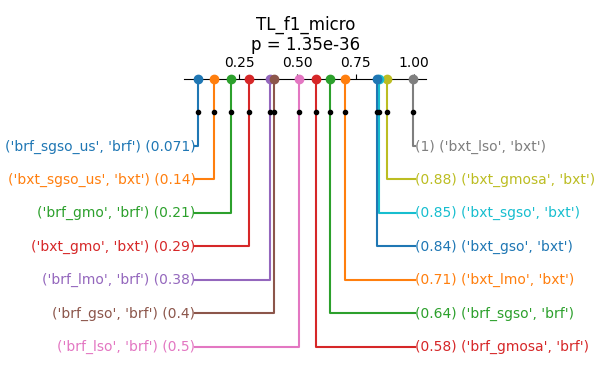 TL_f1_micro
p = 1.35e-36
0.25 0.50 0.75 1.00
('brf_sgso_us', 'brf') (0.071) (1) ('bxt_lso', 'bxt')
('bxt_sgso_us', 'bxt') (0.14) (0.88) ('bxt_gmosa', 'bxt')
('brf_gmo', 'brf') (0.21) (0.85) ('bxt_sgso', 'bxt')
('bxt_gmo', 'bxt') (0.29) (0.84) ('bxt_gso', 'bxt')
('brf_lmo', 'brf') (0.38) (0.71) ('bxt_lmo', 'bxt')
('brf_gso', 'brf') (0.4) (0.64) ('brf_sgso', 'brf')
('brf_lso', 'brf') (0.5) (0.58) ('brf_gmosa', 'brf')